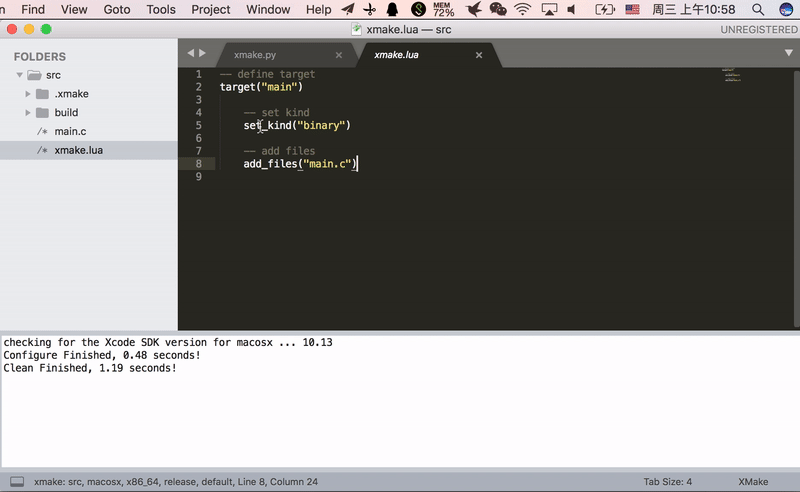 Find View Goto Tools Project Window Help MEM 72% 周三 上午10:58
xmake.lua — src UNREGISTERED
FOLDERS
src
.xmake
build
/* main.c
/* xmake.lua
xmake.py × xmake.lua ×
1 -- define target
2 target("main")
3
4 -- set kind
5 set_kind("binary")
6
7 -- add files
8 add_files("main.c")
9
checking for the Xcode SDK version for macosx ... 10.13
Configure Finished, 0.48 seconds!
Clean Finished, 1.19 seconds!
xmake: src, macosx, x86_64, release, default, Line 8, Column 24 Tab Size: 4 XMake